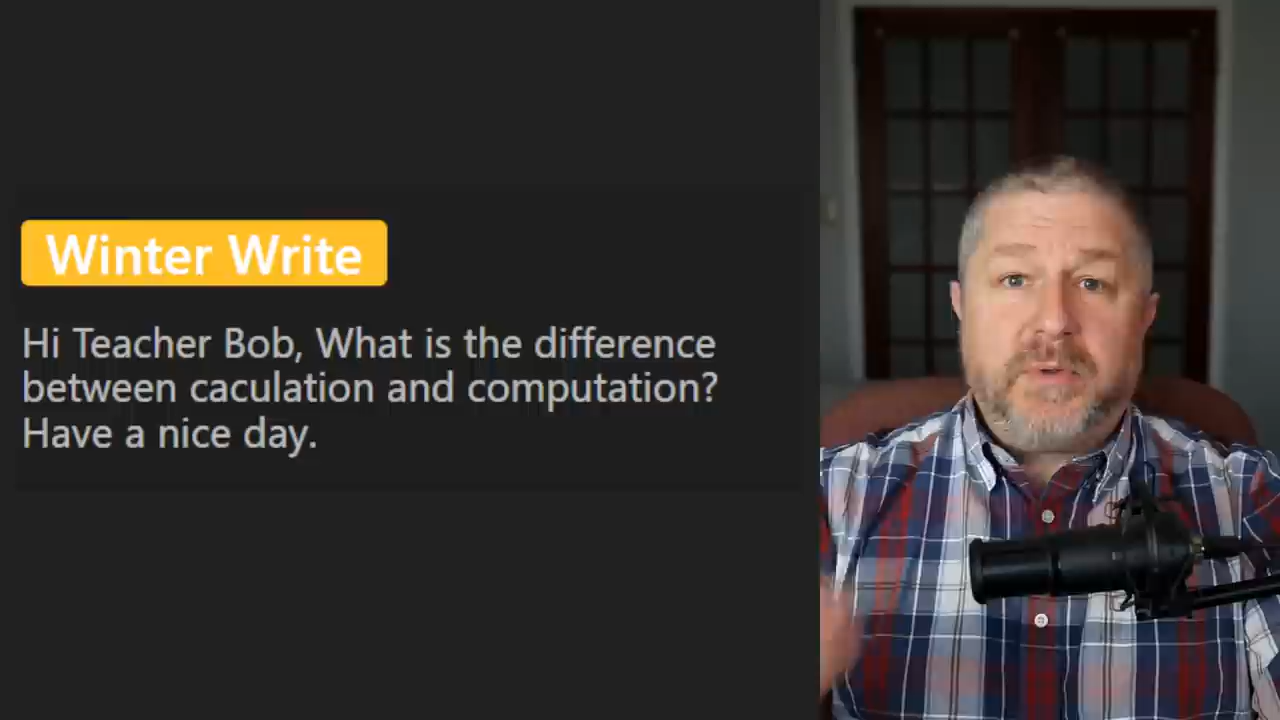 Winter Write
Hi Teacher Bob, What is the difference
between caculation and computation?
Have a nice day.